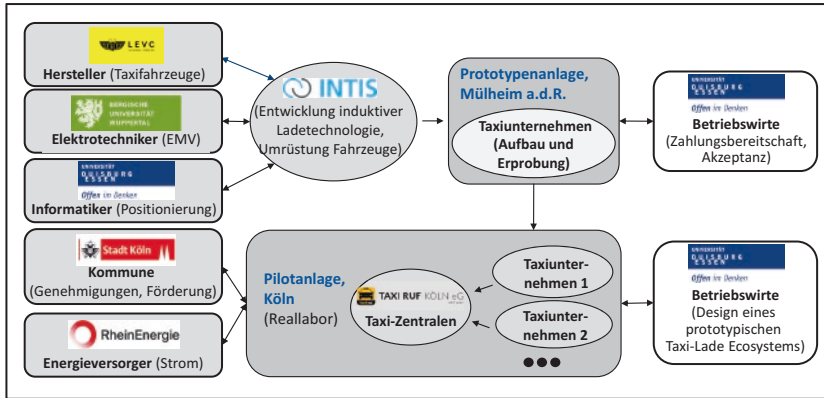 LEVC
Hersteller (Taxifahrzeuge)
BERGISCHE
UNIVERSITÄT
WUPPERTAL
Elektrotechniker (EMV)
UNIVERSITÄT
DUISBURG
ESSEN
Offen im Denken
Informatiker (Positionierung)
Stadt Köln
Kommune
(Genehmigungen, Förderung)
RheinEnergie
Energieversorger (Strom)
INTIS
(Entwicklung induktiver
Ladetechnologie,
Umrüstung Fahrzeuge)
Prototypenanlage,
Mülheim a.d.R.
Taxiunternehmen
(Aufbau und
Erprobung)
UNIVERSITÄT
DUISBURG
ESSEN
Offen im Denken
Betriebswirte
(Zahlungsbereitschaft,
Akzeptanz)
Pilotanlage,
Köln
(Reallabor)
TAXI RUF KÖLN eG
Taxi-Zentralen
Taxiunter-
nehmen 1
Taxiunter-
nehmen 2
UNIVERSITÄT
DUISBURG
ESSEN
Offen im Denken
Betriebswirte
(Design eines
prototypischen
Taxi-Lade Ecosystems)